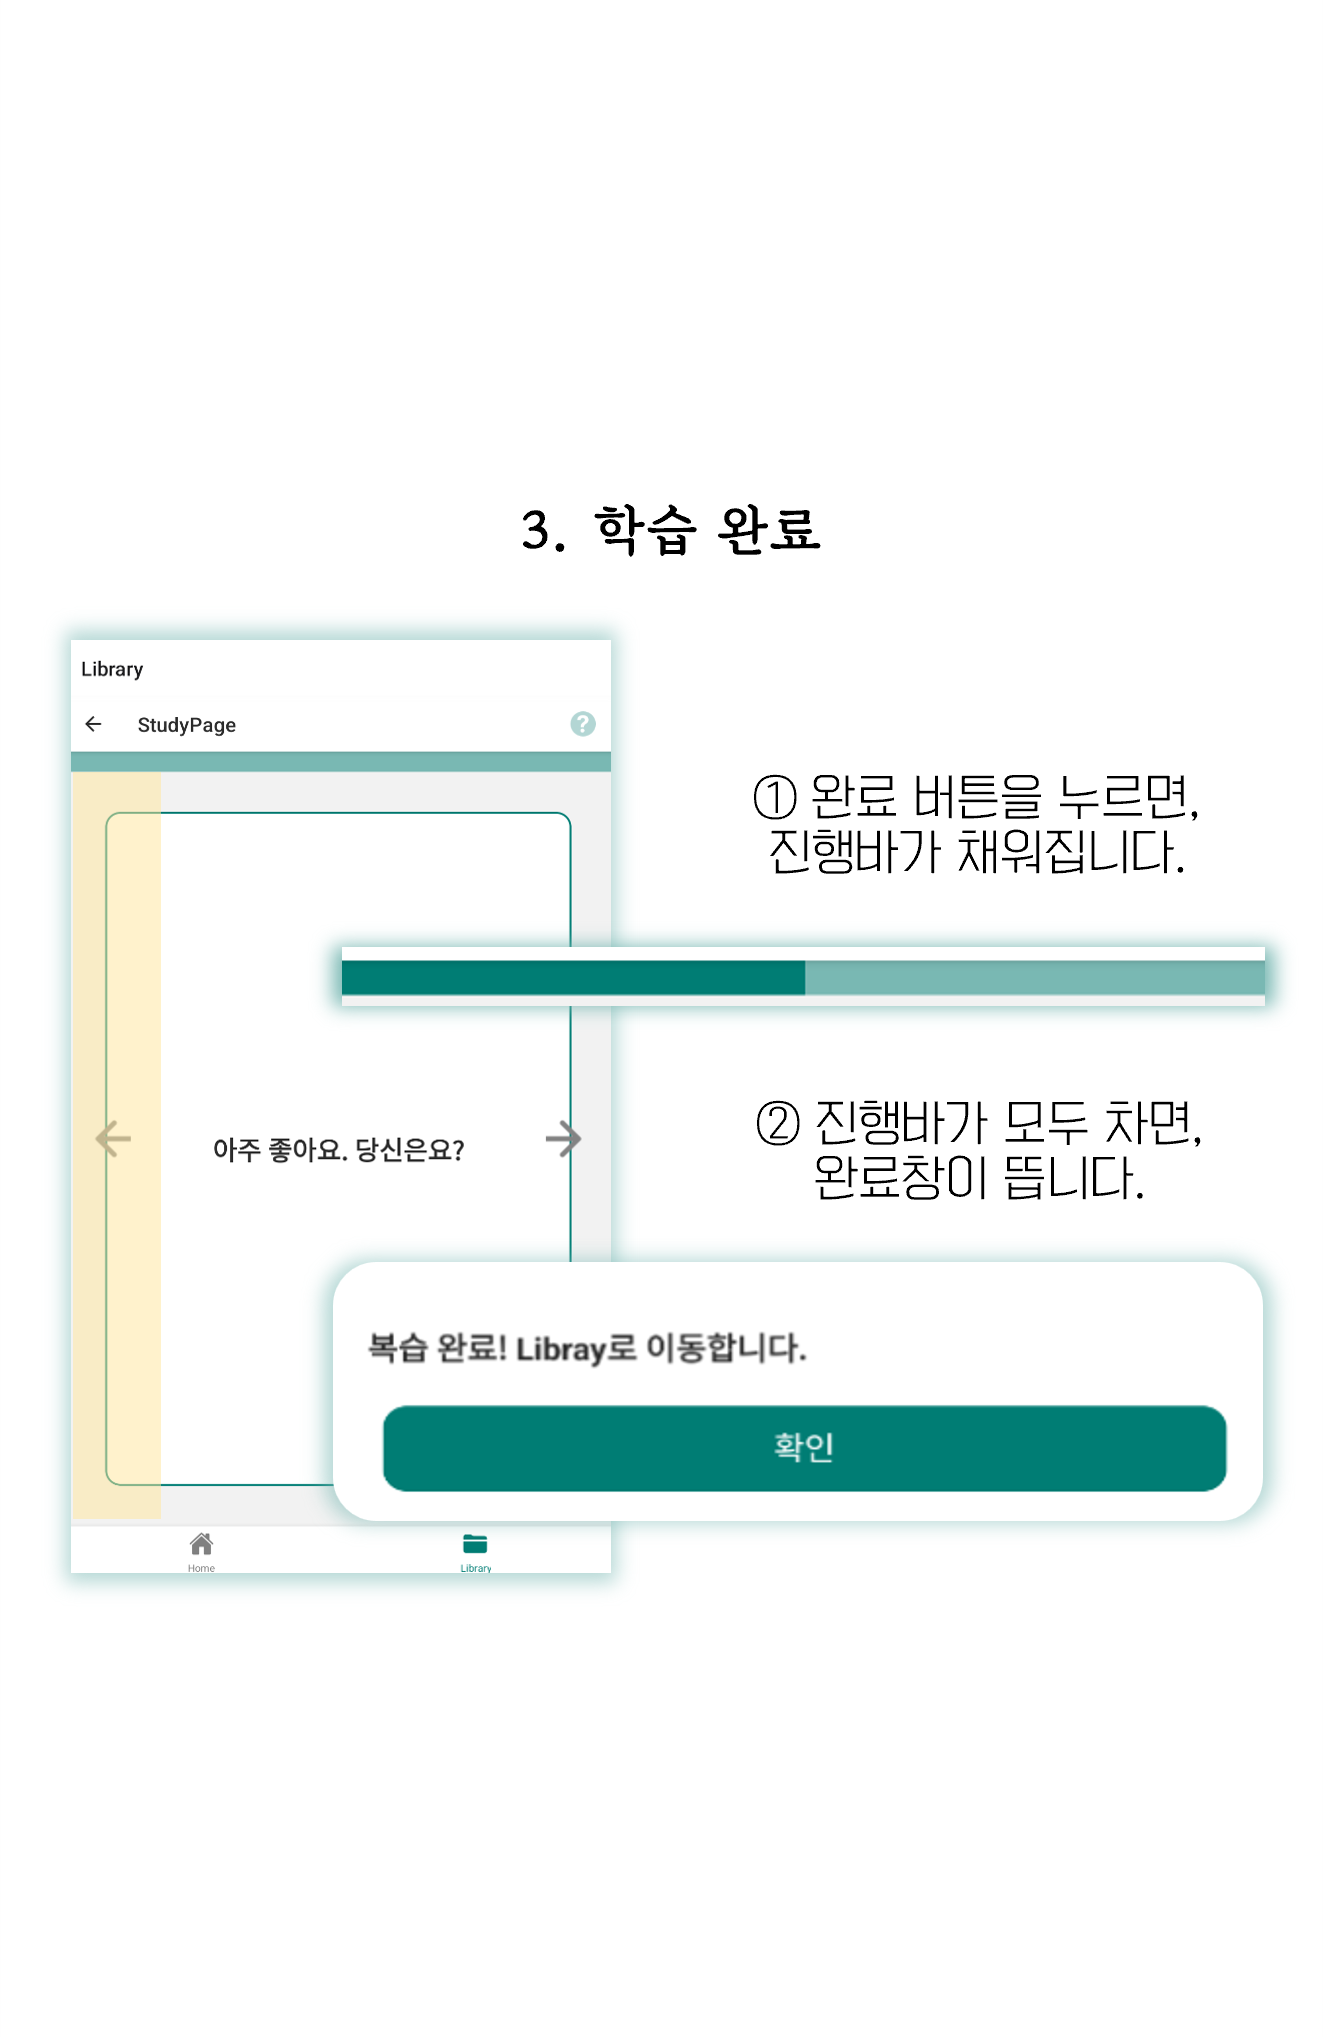 3. 학습 완료
Library
StudyPage
?
① 완료 버튼을 누르면,
진행바가 채워집니다.
아주 좋아요. 당신은요?
② 진행바가 모두 차면,
완료창이 뜹니다.
복습 완료! Libray로 이동합니다.
확인
Home
Library